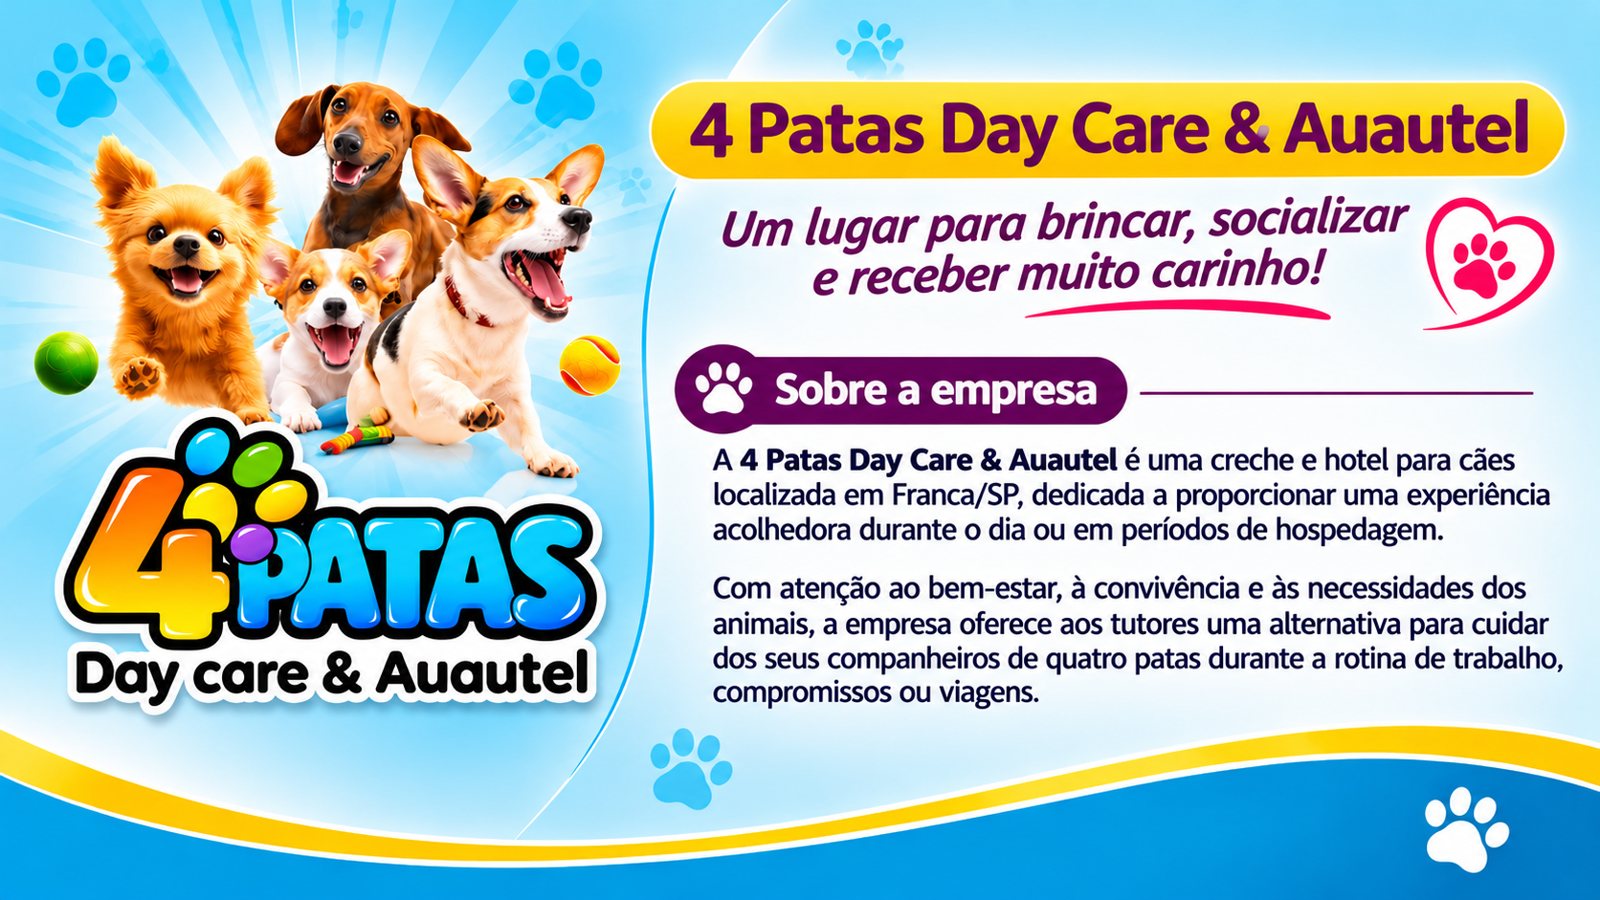 4 PATAS
Day care & Auautel
4 Patas Day Care & Auautel
Um lugar para brincar, socializar
e receber muito carinho!
Sobre a empresa
A 4 Patas Day Care & Auautel é uma creche e hotel para cães
localizada em Franca/SP, dedicada a proporcionar uma experiência
acolhedora durante o dia ou em períodos de hospedagem.
Com atenção ao bem-estar, à convivência e às necessidades dos
animais, a empresa oferece aos tutores uma alternativa para cuidar
dos seus companheiros de quatro patas durante a rotina de trabalho,
compromissos ou viagens.